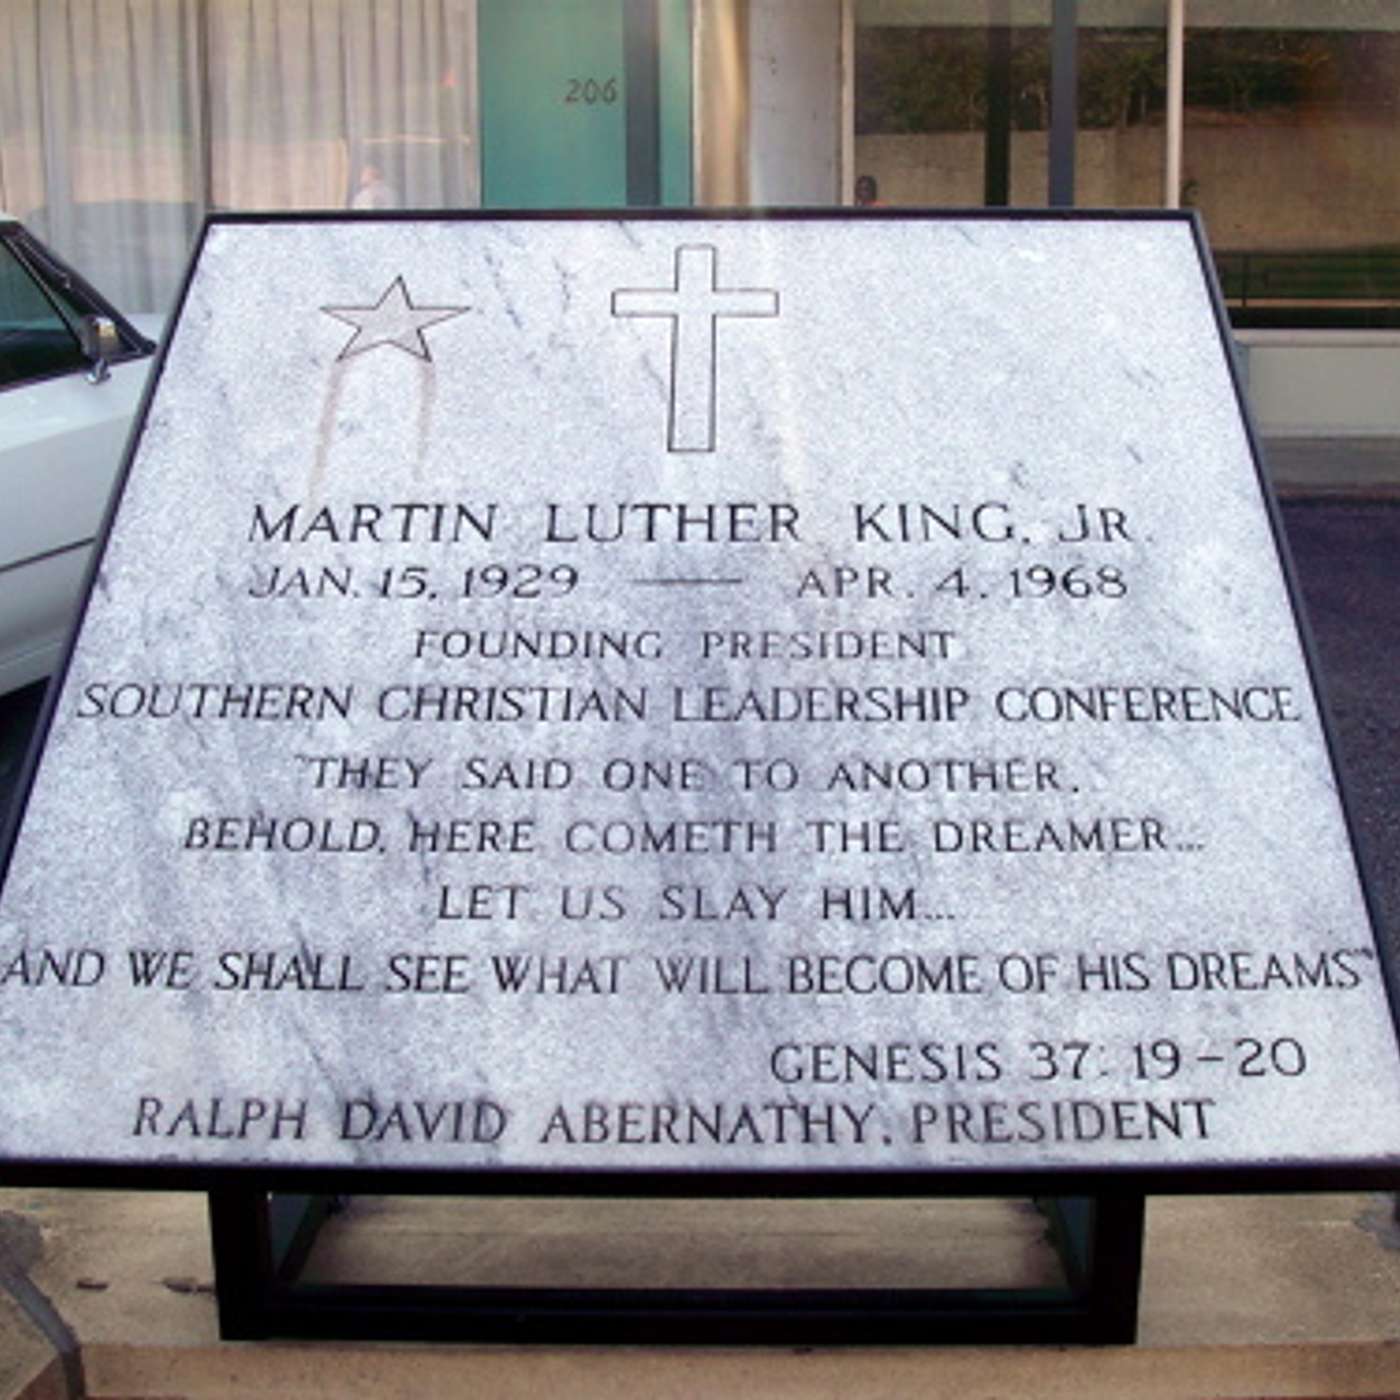 206
MARTIN LUTHER KING, JR.
JAN. 15, 1929 — APR. 4, 1968
FOUNDING PRESIDENT
SOUTHERN CHRISTIAN LEADERSHIP CONFERENCE
"THEY SAID ONE TO ANOTHER,
BEHOLD, HERE COMETH THE DREAMER...
LET US SLAY HIM...
AND WE SHALL SEE WHAT WILL BECOME OF HIS DREAMS"
GENESIS 37: 19-20
RALPH DAVID ABERNATHY, PRESIDENT